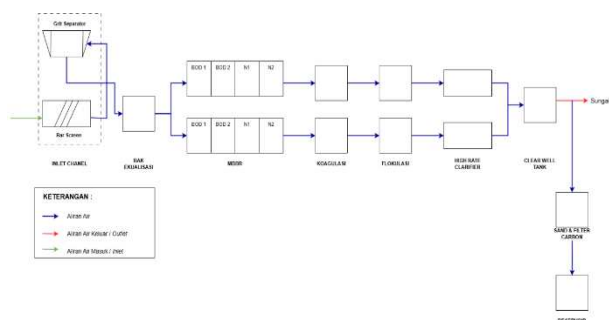 Grit Separator
Bar Screen
INLET CHANEL
BAK
EKUALISASI
BOD 1
BOD 2
N1
N2
BOD 1
BOD 2
N1
N2
MBBR
KOAGULASI
FLOKULASI
HIGH RATE
CLARIFIER
CLEAR WELL
TANK
Sungai
SAND & FILTER
CARBON
KETERANGAN :
Aliran Air
Aliran Air Keluar / Outlet
Aliran Air Masuk / Inlet